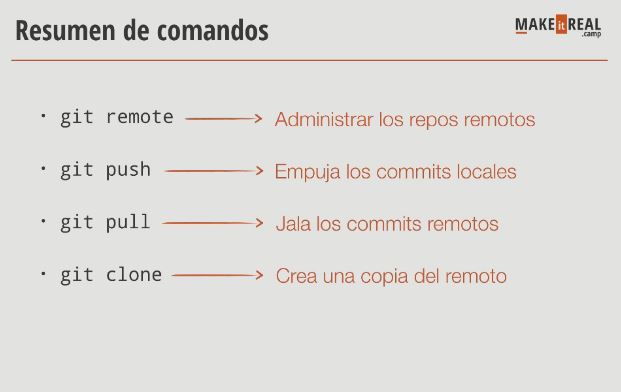 Resumen de comandos
MAKE it REAL
.camp
• git remote Administrar los repos remotos
• git push Empuja los commits locales
• git pull Jala los commits remotos
• git clone Crea una copia del remoto